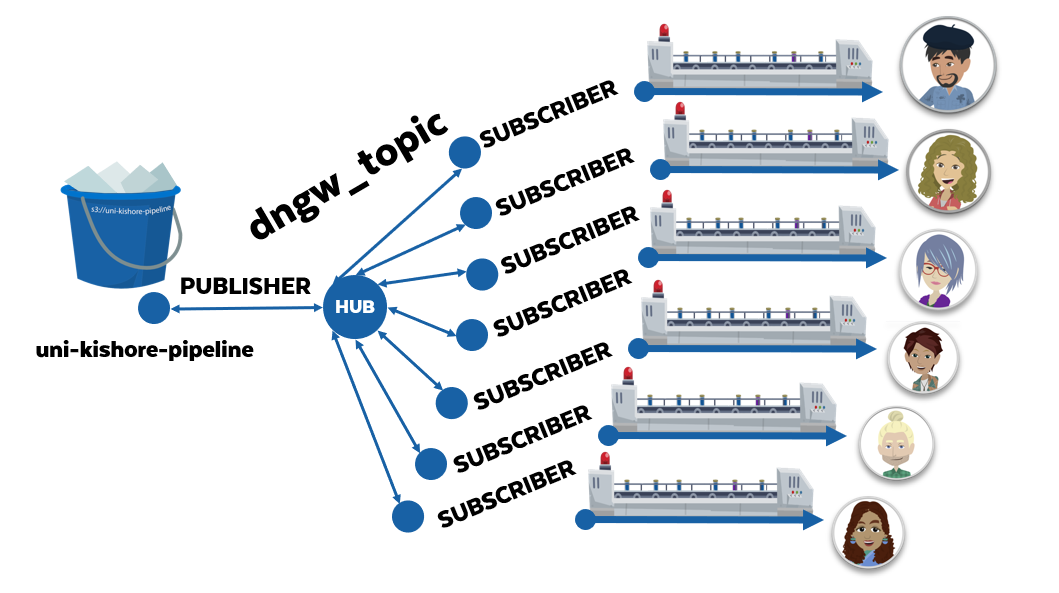 s3://uni-kishore-pipeline
PUBLISHER
uni-kishore-pipeline
HUB
dngw_topic
SUBSCRIBER
SUBSCRIBER
SUBSCRIBER
SUBSCRIBER
SUBSCRIBER
SUBSCRIBER
SUBSCRIBER